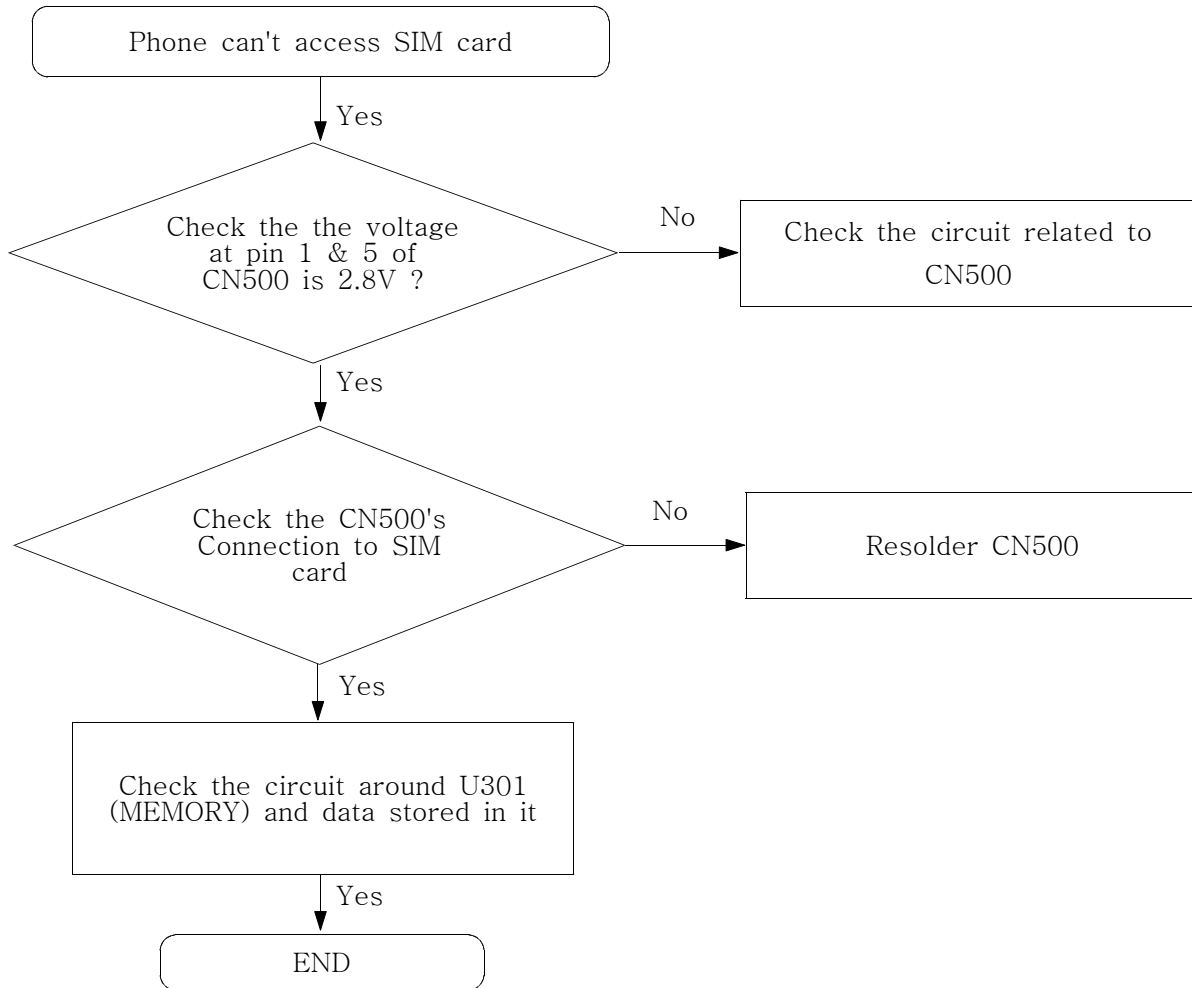 Phone can't access SIM card
Yes
Check the the voltage
at pin 1 & 5 of
CN500 is 2.8V ?
No
Check the circuit related to
CN500
Yes
Check the CN500's
Connection to SIM
card
No
Resolder CN500
Yes
Check the circuit around U301
(MEMORY) and data stored in it
Yes
END